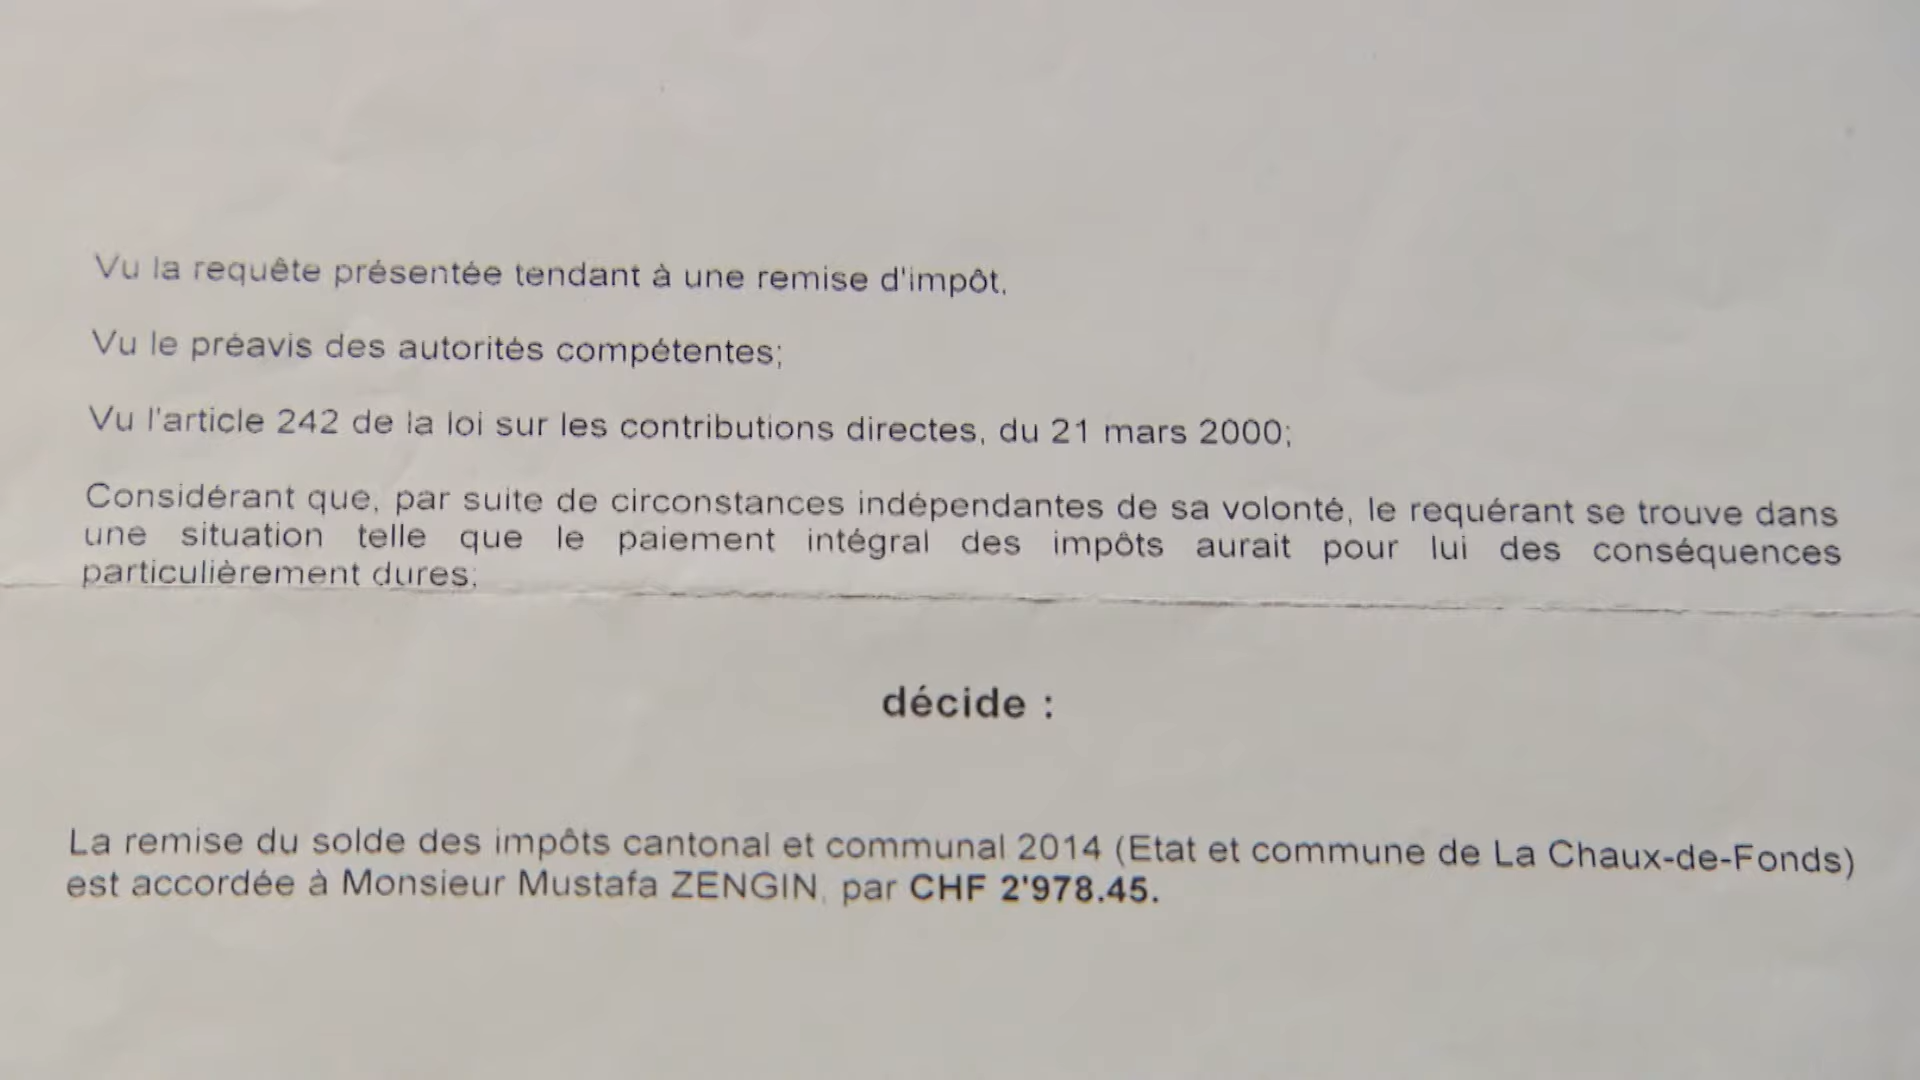 Vu la requête présentée tendant à une remise d'impôt,
Vu le préavis des autorités compétentes;
Vu l'article 242 de la loi sur les contributions directes, du 21 mars 2000;
Considérant que, par suite de circonstances indépendantes de sa volonté, le requérant se trouve dans
une situation telle que le paiement intégral des impôts aurait pour lui des conséquences
particulièrement dures;
décide :
La remise du solde des impôts cantonal et communal 2014 (Etat et commune de La Chaux-de-Fonds)
est accordée à Monsieur Mustafa ZENGIN, par CHF 2'978.45.